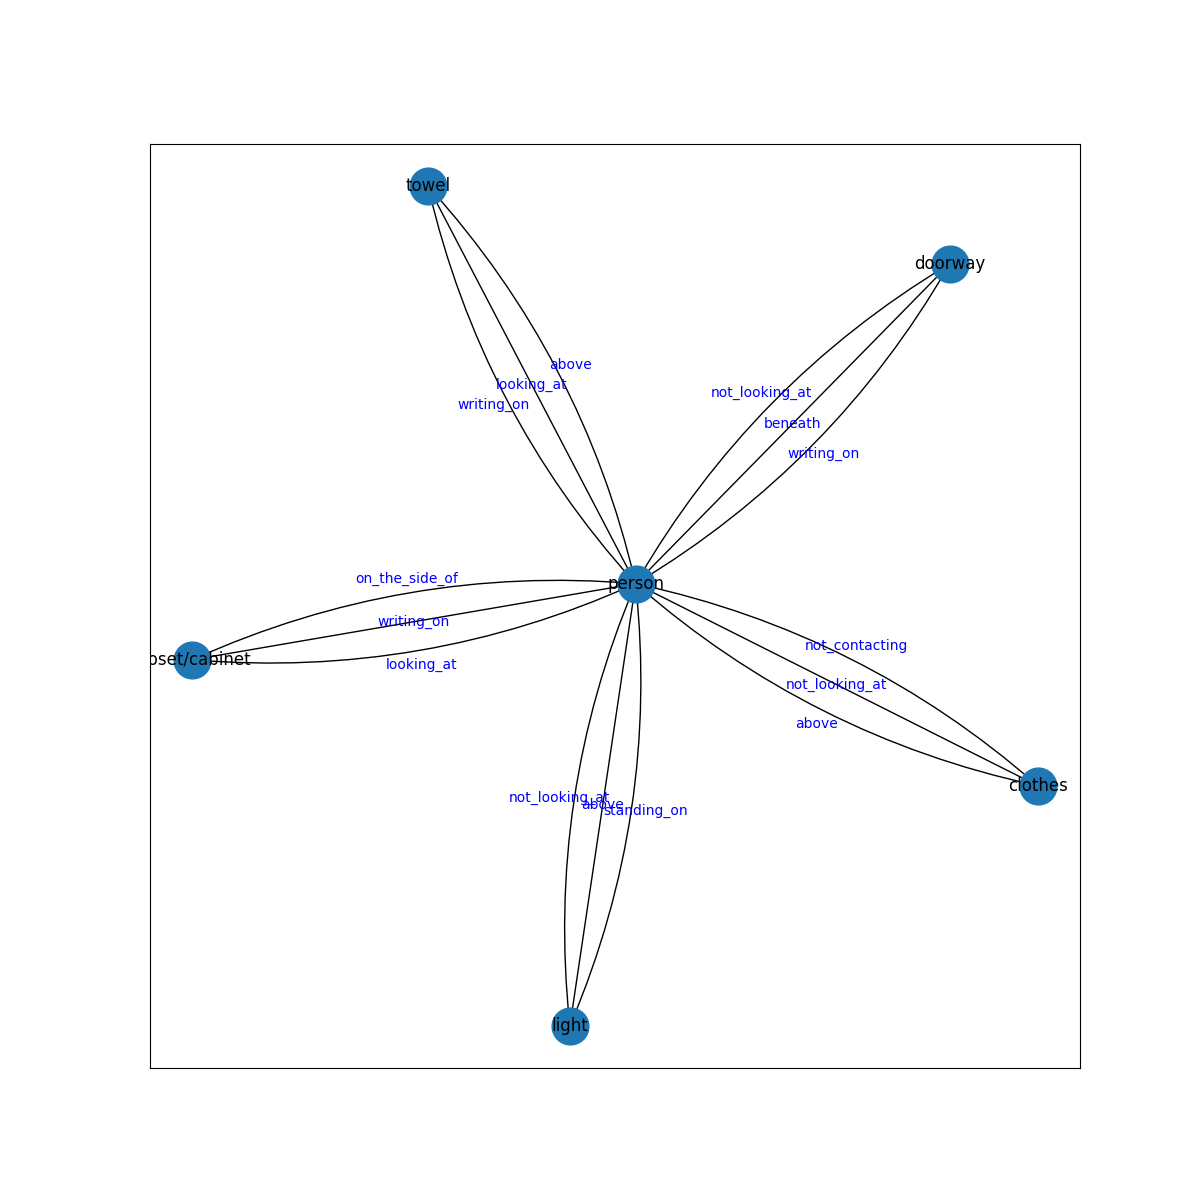 towel
doorway
above
looking_at
not_looking_at
writing_on
beneath
writing_on
on_the_side_of
person
writing_on
not_contacting
oset/cabinet
looking_at
not_looking_at
above
clothes
not_looking_at
above
standing_on
light